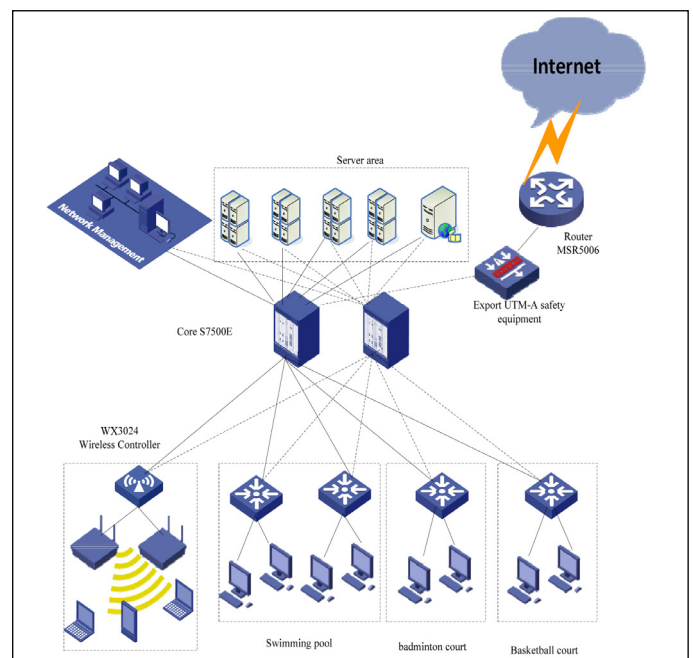 Internet
Server area
Network Management
Router
MSR5006
Export UTM-A safety
equipment
Core S7500E
WX3024
Wireless Controller
Swimming pool
badminton court
Basketball court